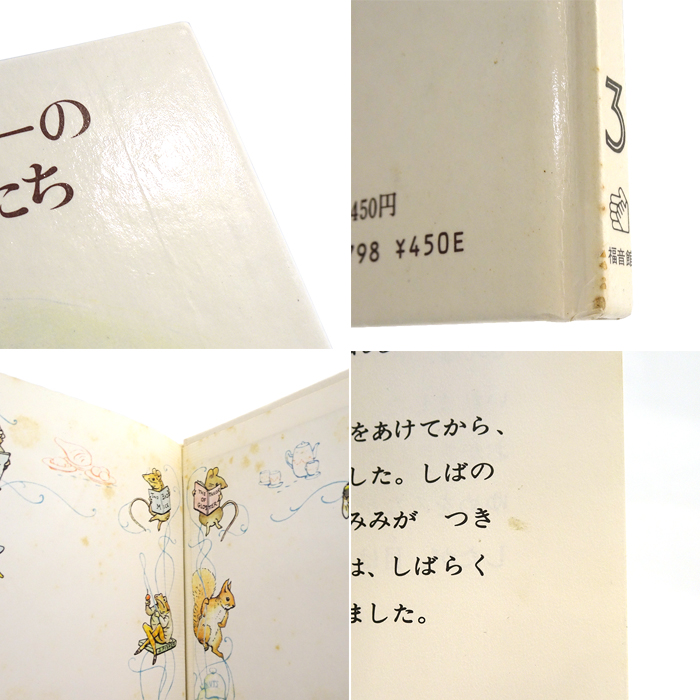 ーの
たち
3
福音館
450円
798 ¥450E
をあけてから、
した。しばの
みみが つき
は、しばらく
ました。